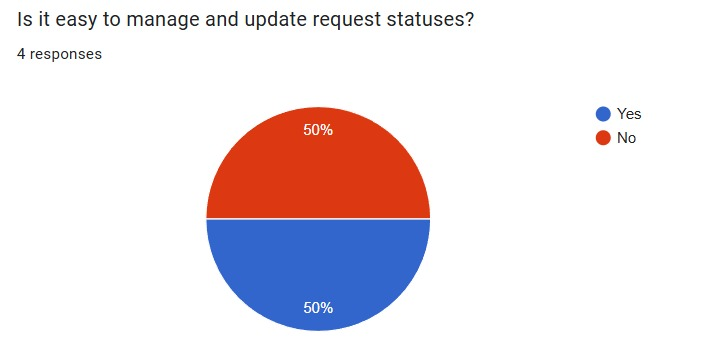 Is it easy to manage and update request statuses?
4 responses
50%
50%
Yes
No